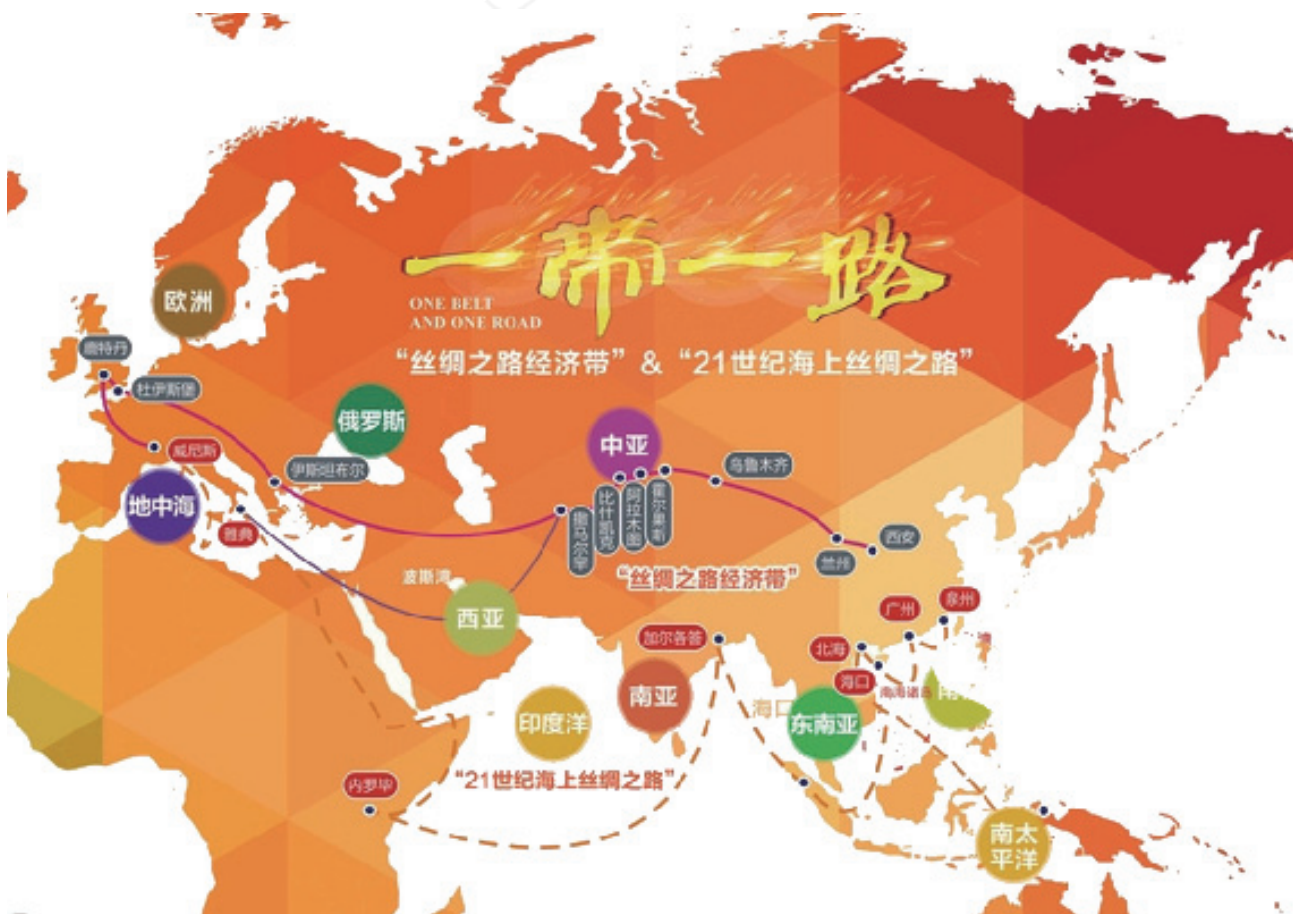 一带一路
ONE BELT
AND ONE ROAD
“丝绸之路经济带” & “21世纪海上丝绸之路”
欧洲
鹿特丹
杜伊斯堡
俄罗斯
威尼斯
伊斯坦布尔
中亚
乌鲁木齐
地中海
雅典
撒马尔罕
比什凯克
阿拉木图
霍尔果斯
兰州
西安
波斯湾
“丝绸之路经济带”
西亚
加尔各答
广州
泉州
北海
海口
南海诸岛
南亚
印度洋
海口
东南亚
南
“21世纪海上丝绸之路”
内罗毕
南太
平洋